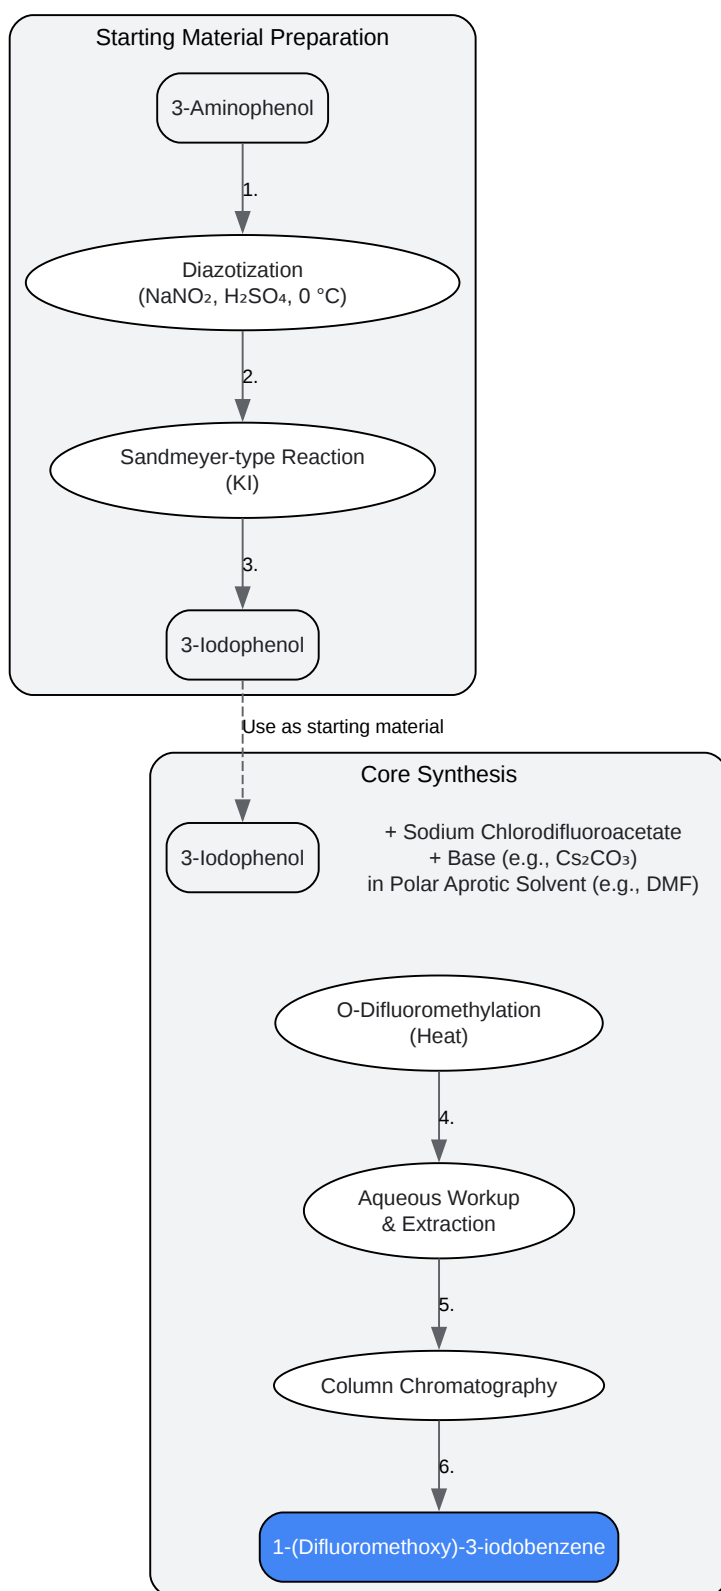 Starting Material Preparation
3-Aminophenol
1.
Diazotization
(NaNO₂, H₂SO₄, 0 °C)
2.
Sandmeyer-type Reaction
(KI)
3.
3-Iodophenol
Use as starting material
Core Synthesis
3-Iodophenol
+ Sodium Chlorodifluoroacetate
+ Base (e.g., Cs₂CO₃)
in Polar Aprotic Solvent (e.g., DMF)
O-Difluoromethylation
(Heat)
4.
Aqueous Workup
& Extraction
5.
Column Chromatography
6.
1-(Difluoromethoxy)-3-iodobenzene